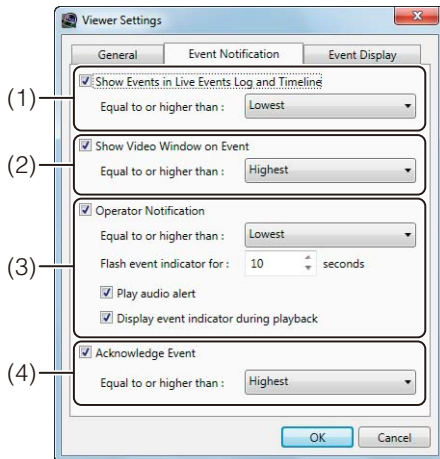 Viewer Settings
General Event Notification Event Display
(1)
Show Events in Live Events Log and Timeline
Equal to or higher than : Lowest
(2)
Show Video Window on Event
Equal to or higher than : Highest
(3)
Operator Notification
Equal to or higher than : Lowest
Flash event indicator for : 10 seconds
Play audio alert
Display event indicator during playback
(4)
Acknowledge Event
Equal to or higher than : Highest
OK Cancel